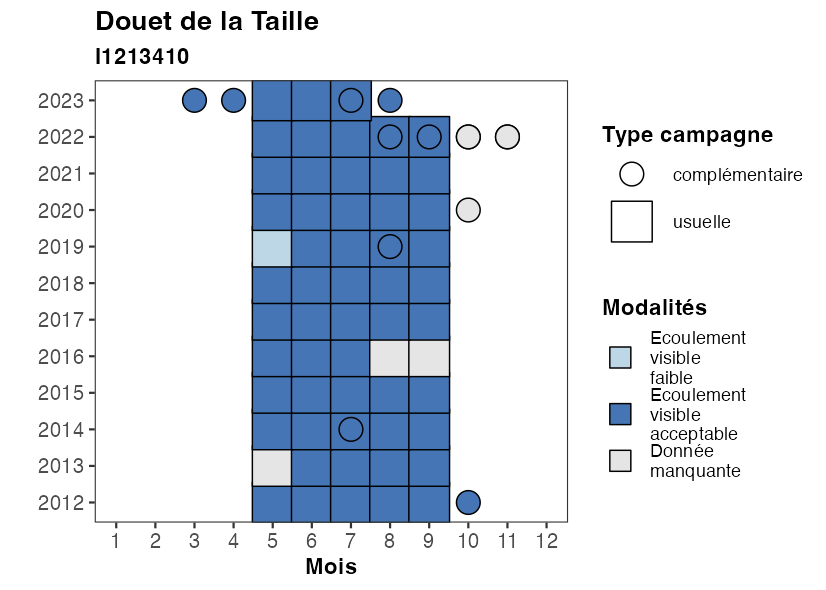 Douet de la Taille
I1213410
2023
2022
2021
2020
2019
2018
2017
2016
2015
2014
2013
2012
1 2 3 4 5 6 7 8 9 10 11 12
Mois
Type campagne
complémentaire
usuelle
Modalités
Ecoulement
visible
faible
Ecoulement
visible
acceptable
Donnée
manquante